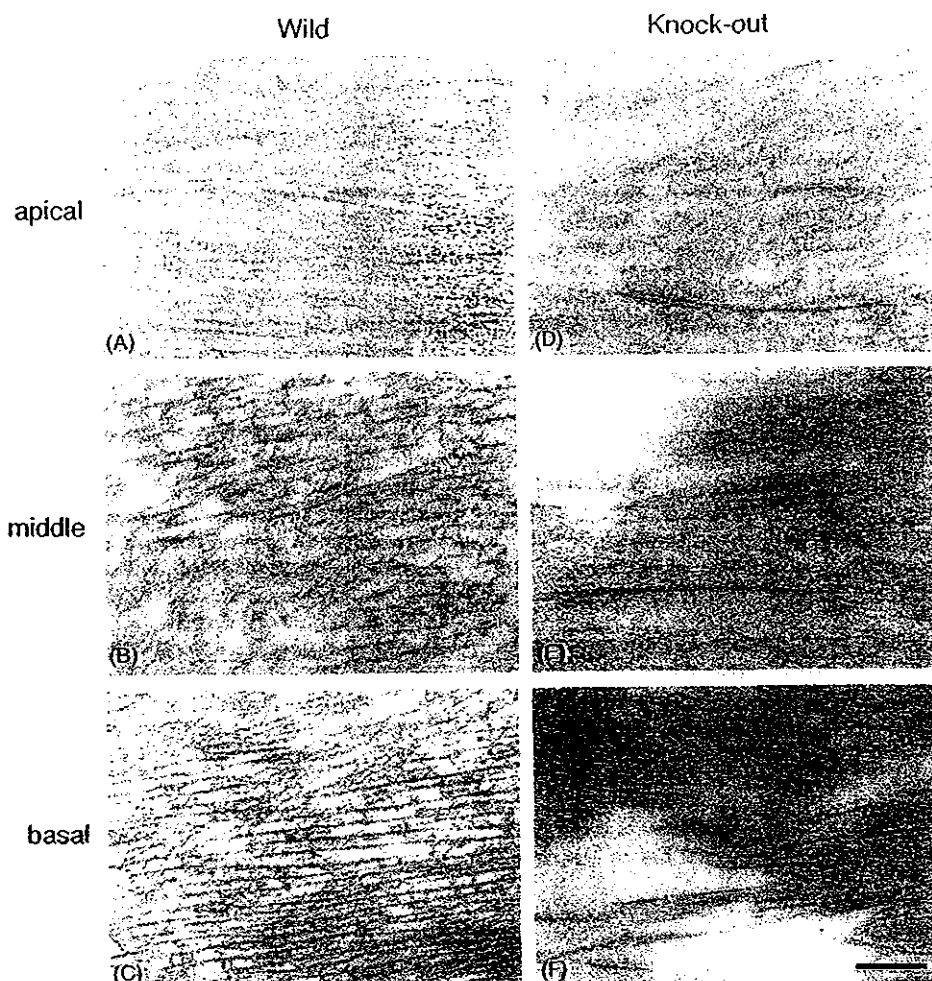 Wild Knock-out
apical
(A) (D)
middle
(B) (E)
basal
(C) (F)